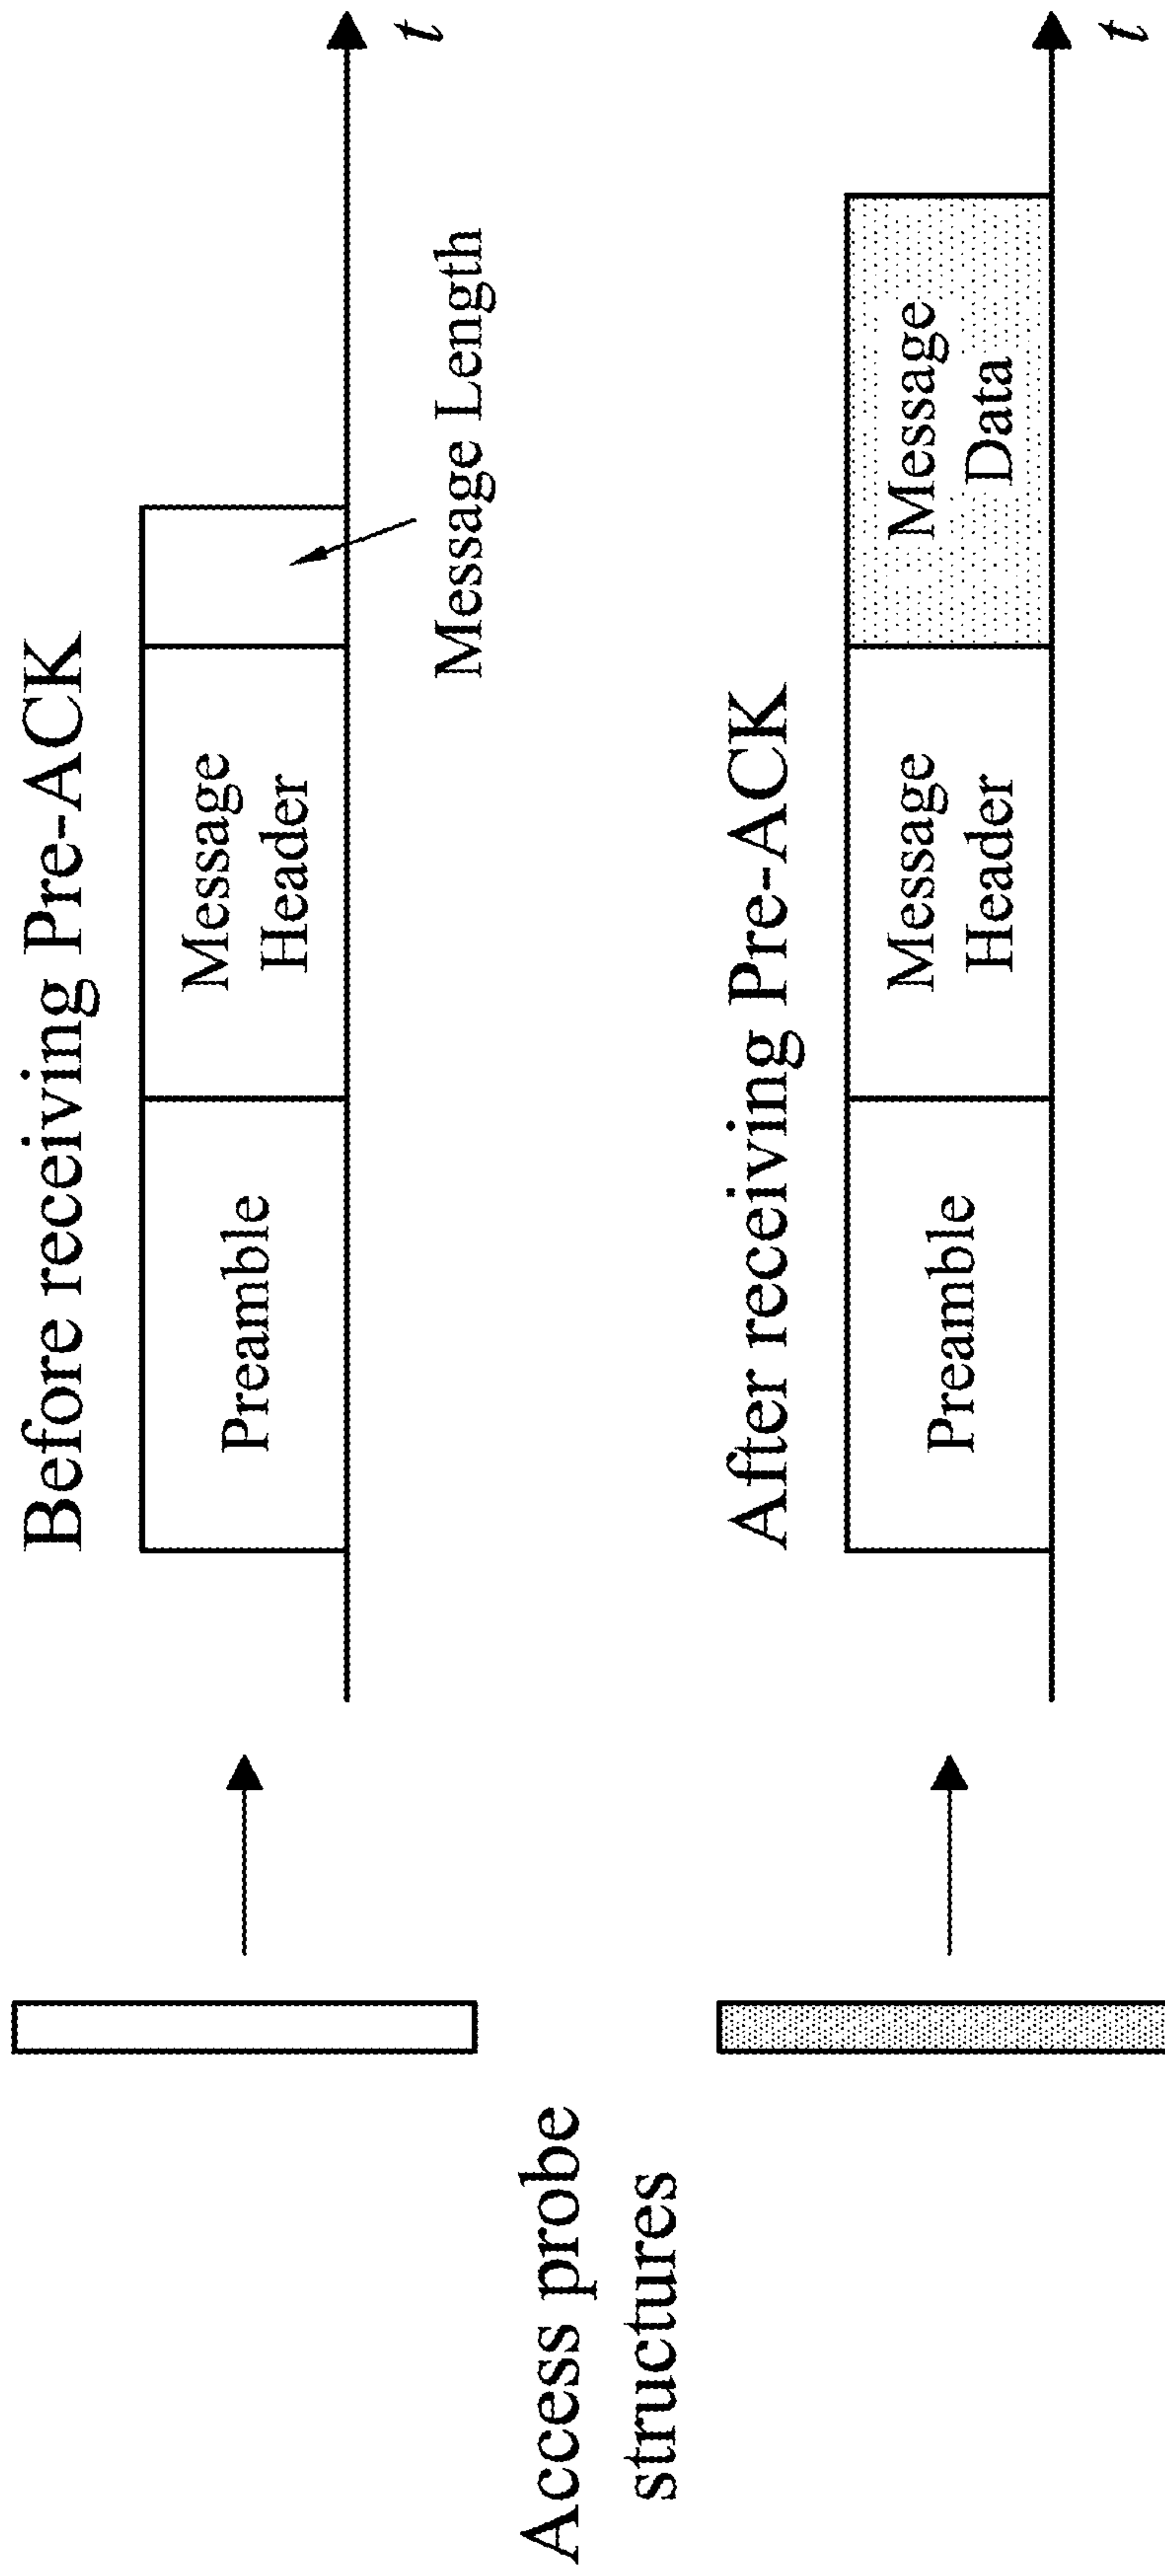 Before receiving Pre-ACK
Preamble
Message
Header
t
Message Length
Access probe
structures
After receiving Pre-ACK
Preamble
Message
Header
Message
Data
t